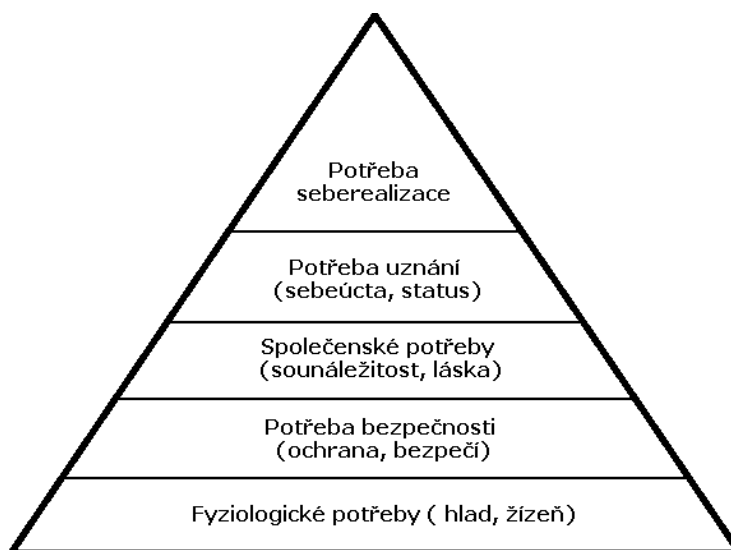 Potřeba
seberealizace
Potřeba uznání
(sebeúcta, status)
Společenské potřeby
(sounáležitost, láska)
Potřeba bezpečnosti
(ochrana, bezpečí)
Fyziologické potřeby ( hlad, žízeň)